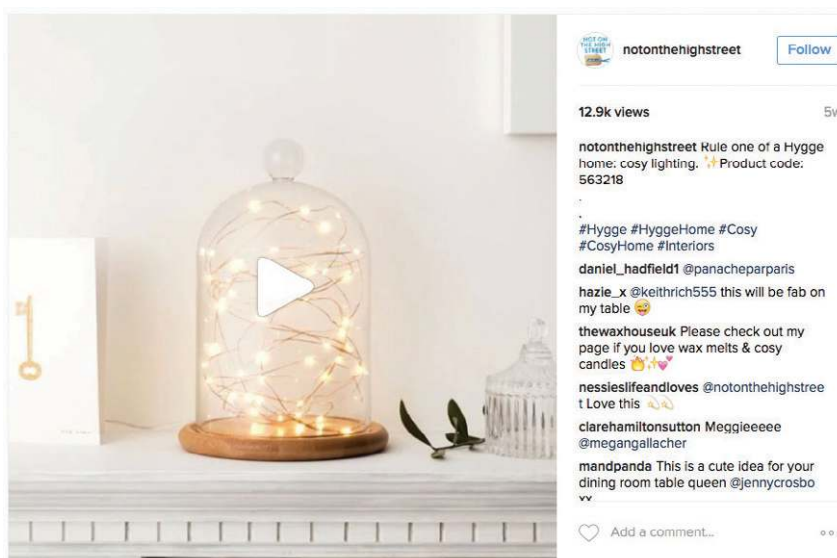 NOT ON
THE HIGH
STREET
notonthehighstreet
Follow
12.9k views
5w
notonthehighstreet Rule one of a Hygge
home: cosy lighting. ✨Product code:
563218
.
.
#Hygge #HyggeHome #Cosy
#CosyHome #Interiors
daniel_hadfield1 @panacheparparis
hazie_x @keithrich555 this will be fab on
my table 😜
thewaxhouseuk Please check out my
page if you love wax melts & cosy
candles 🔥✨💕
nessieslifeandloves @notonthehighstree
t Love this 💫💫
clarehamiltonsutton Meggieeeee
@megangallacher
mandpanda This is a cute idea for your
dining room table queen @jennycrosbo
xx
Add a comment...